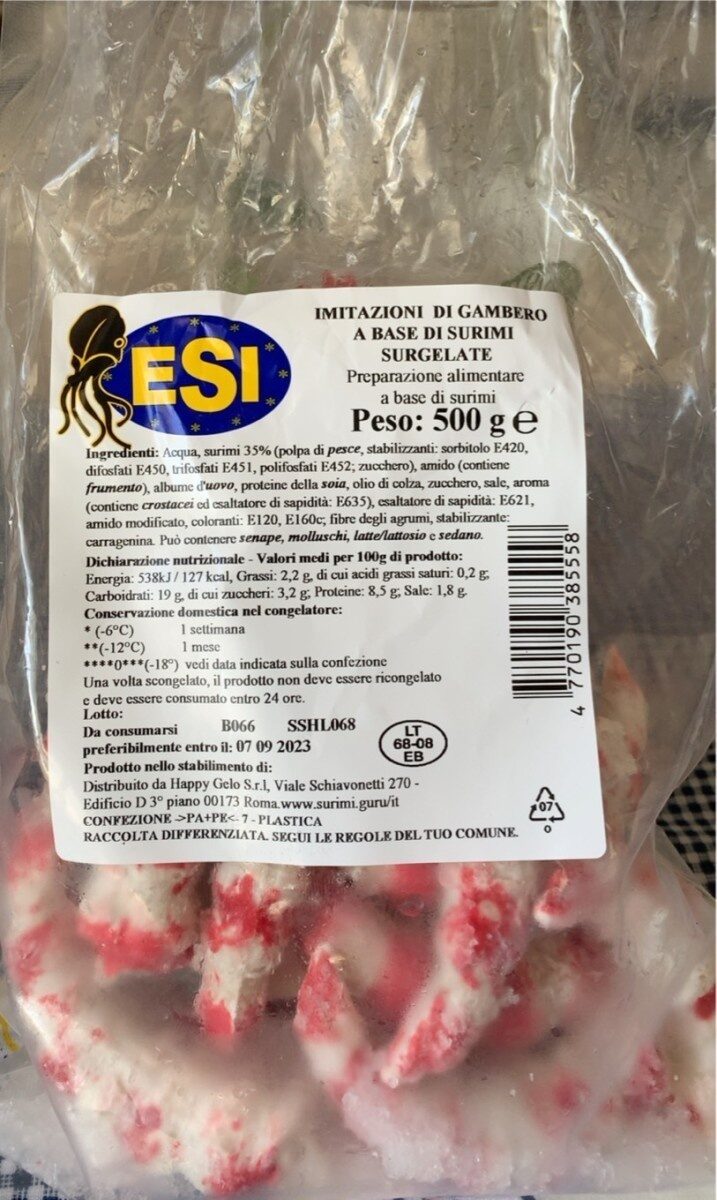 ESI
IMITAZIONI DI GAMBERO
A BASE DI SURIMI
SURGELATE
Preparazione alimentare
a base di surimi
Peso: 500 g e
Ingredienti: Acqua, surimi 35% (polpa di pesce, stabilizzanti: sorbitolo E420,
difosfati E450, trifosfati E451, polifosfati E452; zucchero), amido (contiene
frumento), albume d'uovo, proteine della soia, olio di colza, zucchero, sale, aroma
(contiene crostacei ed esaltatore di sapidità: E635), esaltatore di sapidità: E621,
amido modificato, coloranti: E120, E160c; fibre degli agrumi, stabilizzante:
carragenina. Può contenere senape, molluschi, latte/lattosio e sedano.
Dichiarazione nutrizionale - Valori medi per 100g di prodotto:
Energia: 538kJ / 127 kcal, Grassi: 2,2 g, di cui acidi grassi saturi: 0,2 g;
Carboidrati: 19 g, di cui zuccheri: 3,2 g; Proteine: 8,5 g; Sale: 1,8 g.
Conservazione domestica nel congelatore:
* (-6°C) 1 settimana
**(-12°C) 1 mese
****o***(-18°) vedi data indicata sulla confezione
Una volta scongelato, il prodotto non deve essere ricongelato
e deve essere consumato entro 24 ore.
Lotto:
Da consumarsi B066 SSHL068
preferibilmente entro il: 07 09 2023
LT
68-08
EB
Prodotto nello stabilimento di:
Distribuito da Happy Gelo S.r.l, Viale Schiavonetti 270 -
Edificio D 3° piano 00173 Roma.www.surimi.guru/it
CONFEZIONE ->PA+PE<- 7 - PLASTICA
RACCOLTA DIFFERENZIATA. SEGUI LE REGOLE DEL TUO COMUNE.
4 770190 385558
07
O